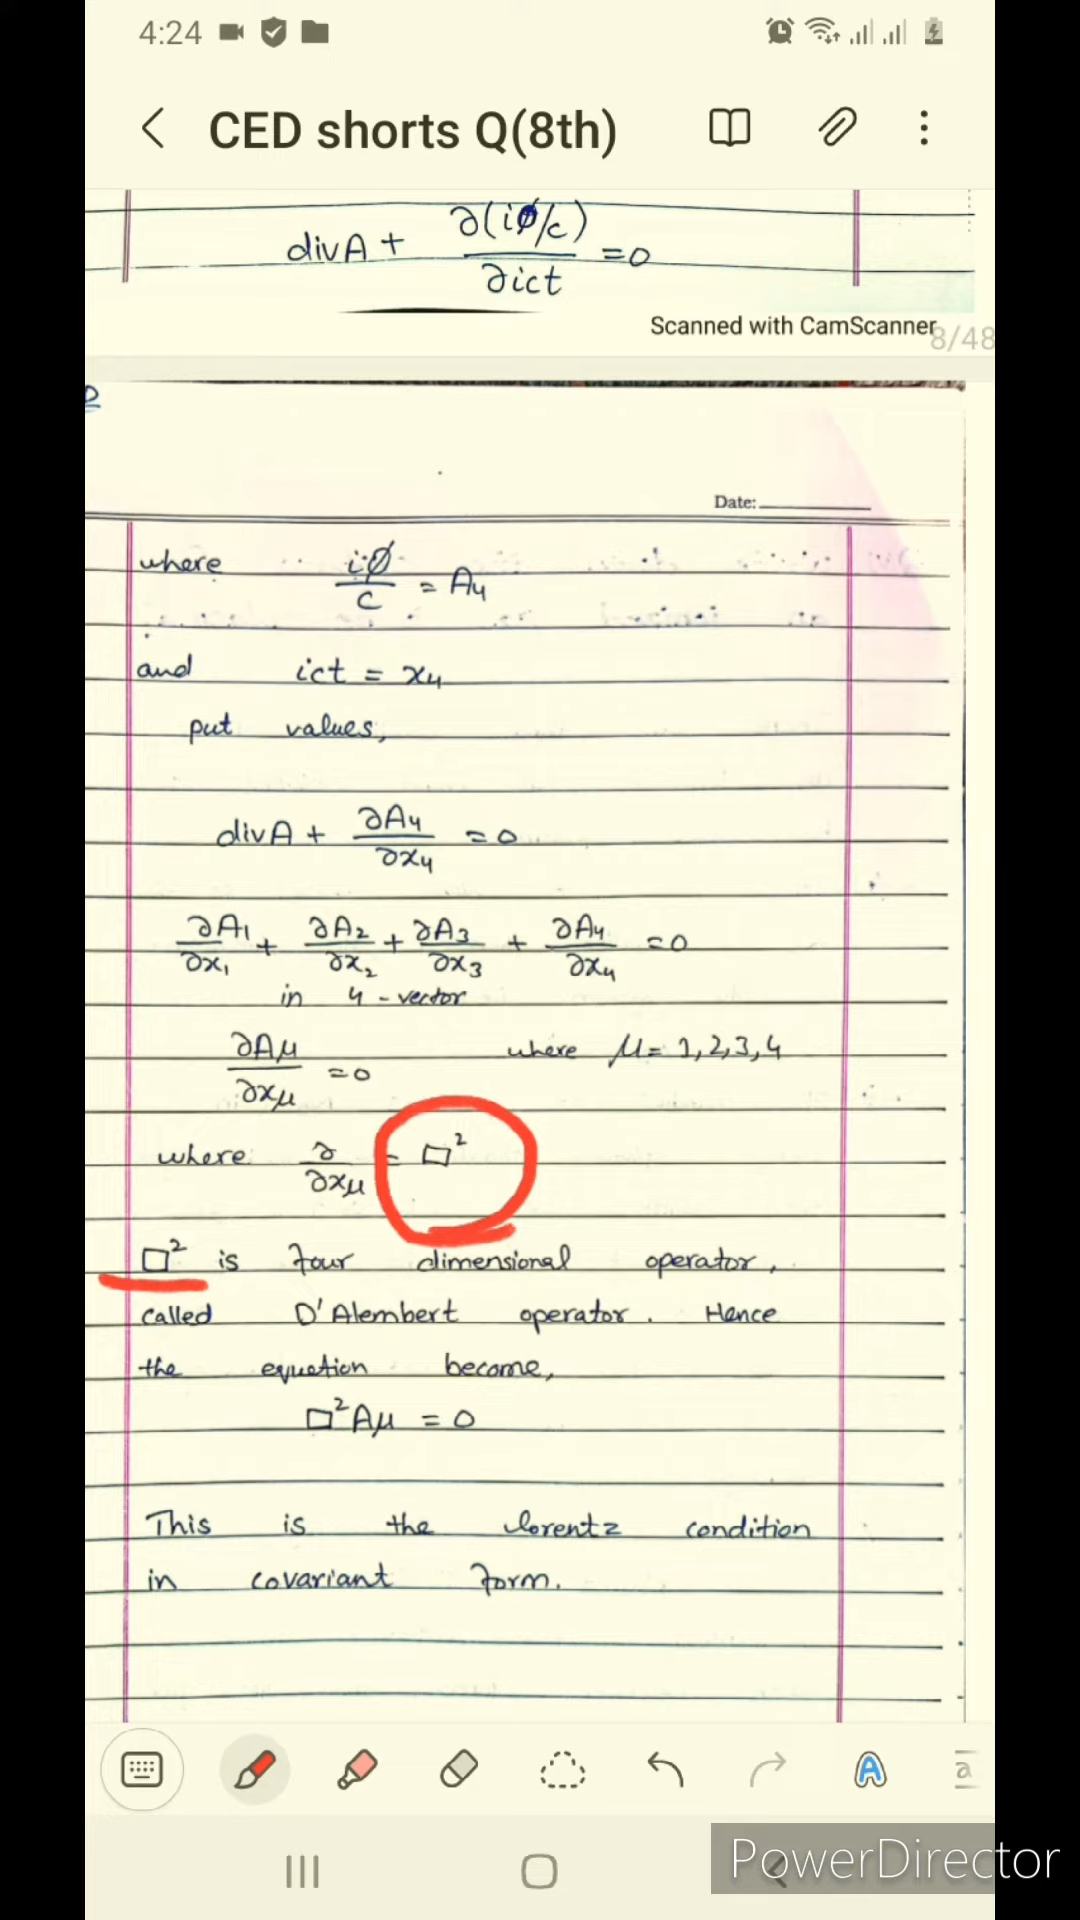 4:24
CED shorts Q(8th)
divA + ∂(iØ/c)/∂ict = 0
Scanned with CamScanner
8/48
Date:
where iØ/c = A4
and ict = x4
put values,
divA + ∂A4/∂x4 = 0
∂A1/∂x1 + ∂A2/∂x2 + ∂A3/∂x3 + ∂A4/∂x4 = 0
in 4-vector
∂Aμ/∂xμ = 0 where μ = 1,2,3,4
where ∂/∂xμ = □²
□² is four dimensional operator,
called D'Alembert operator. Hence
the equation become,
□²Aμ = 0
This is the lorentz condition
in covariant form.
A
a
PowerDirector